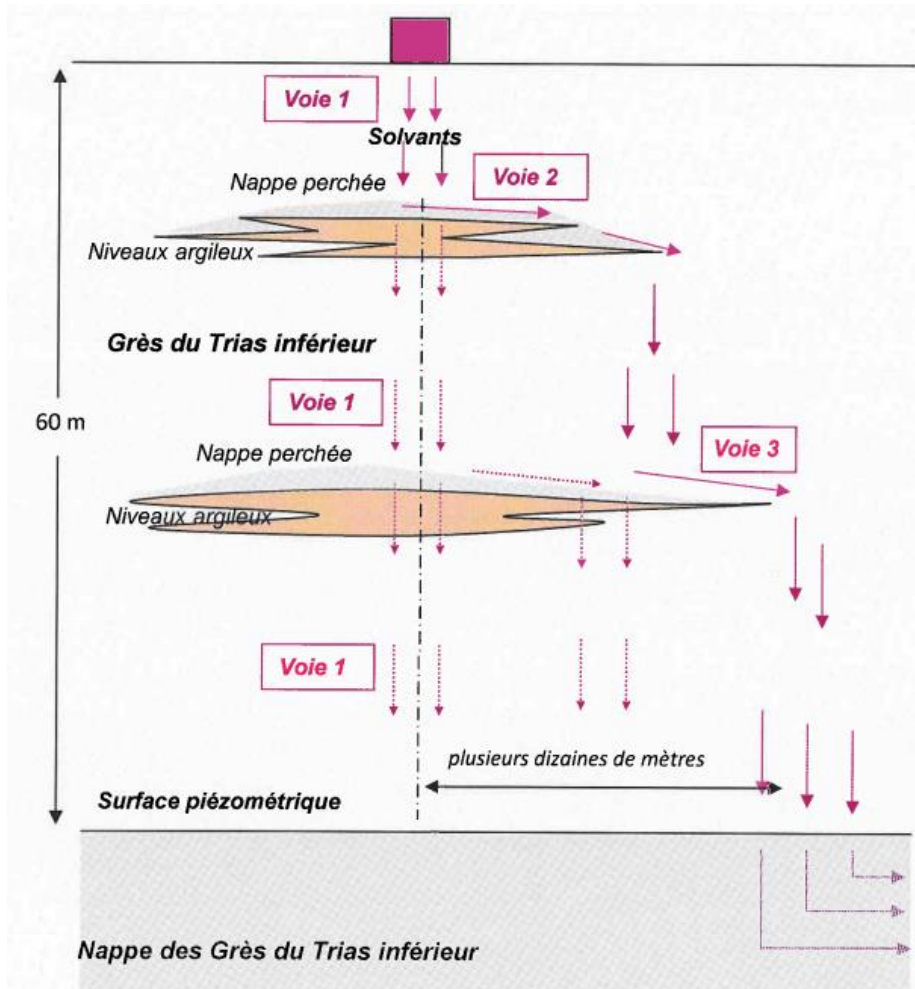 Voie 1
Solvants
Nappe perchée
Voie 2
Niveaux argileux
Grès du Trias inférieur
Voie 1
60 m
Nappe perchée
Voie 3
Niveaux argileux
Voie 1
plusieurs dizaines de mètres
Surface piézométrique
Nappe des Grès du Trias inférieur